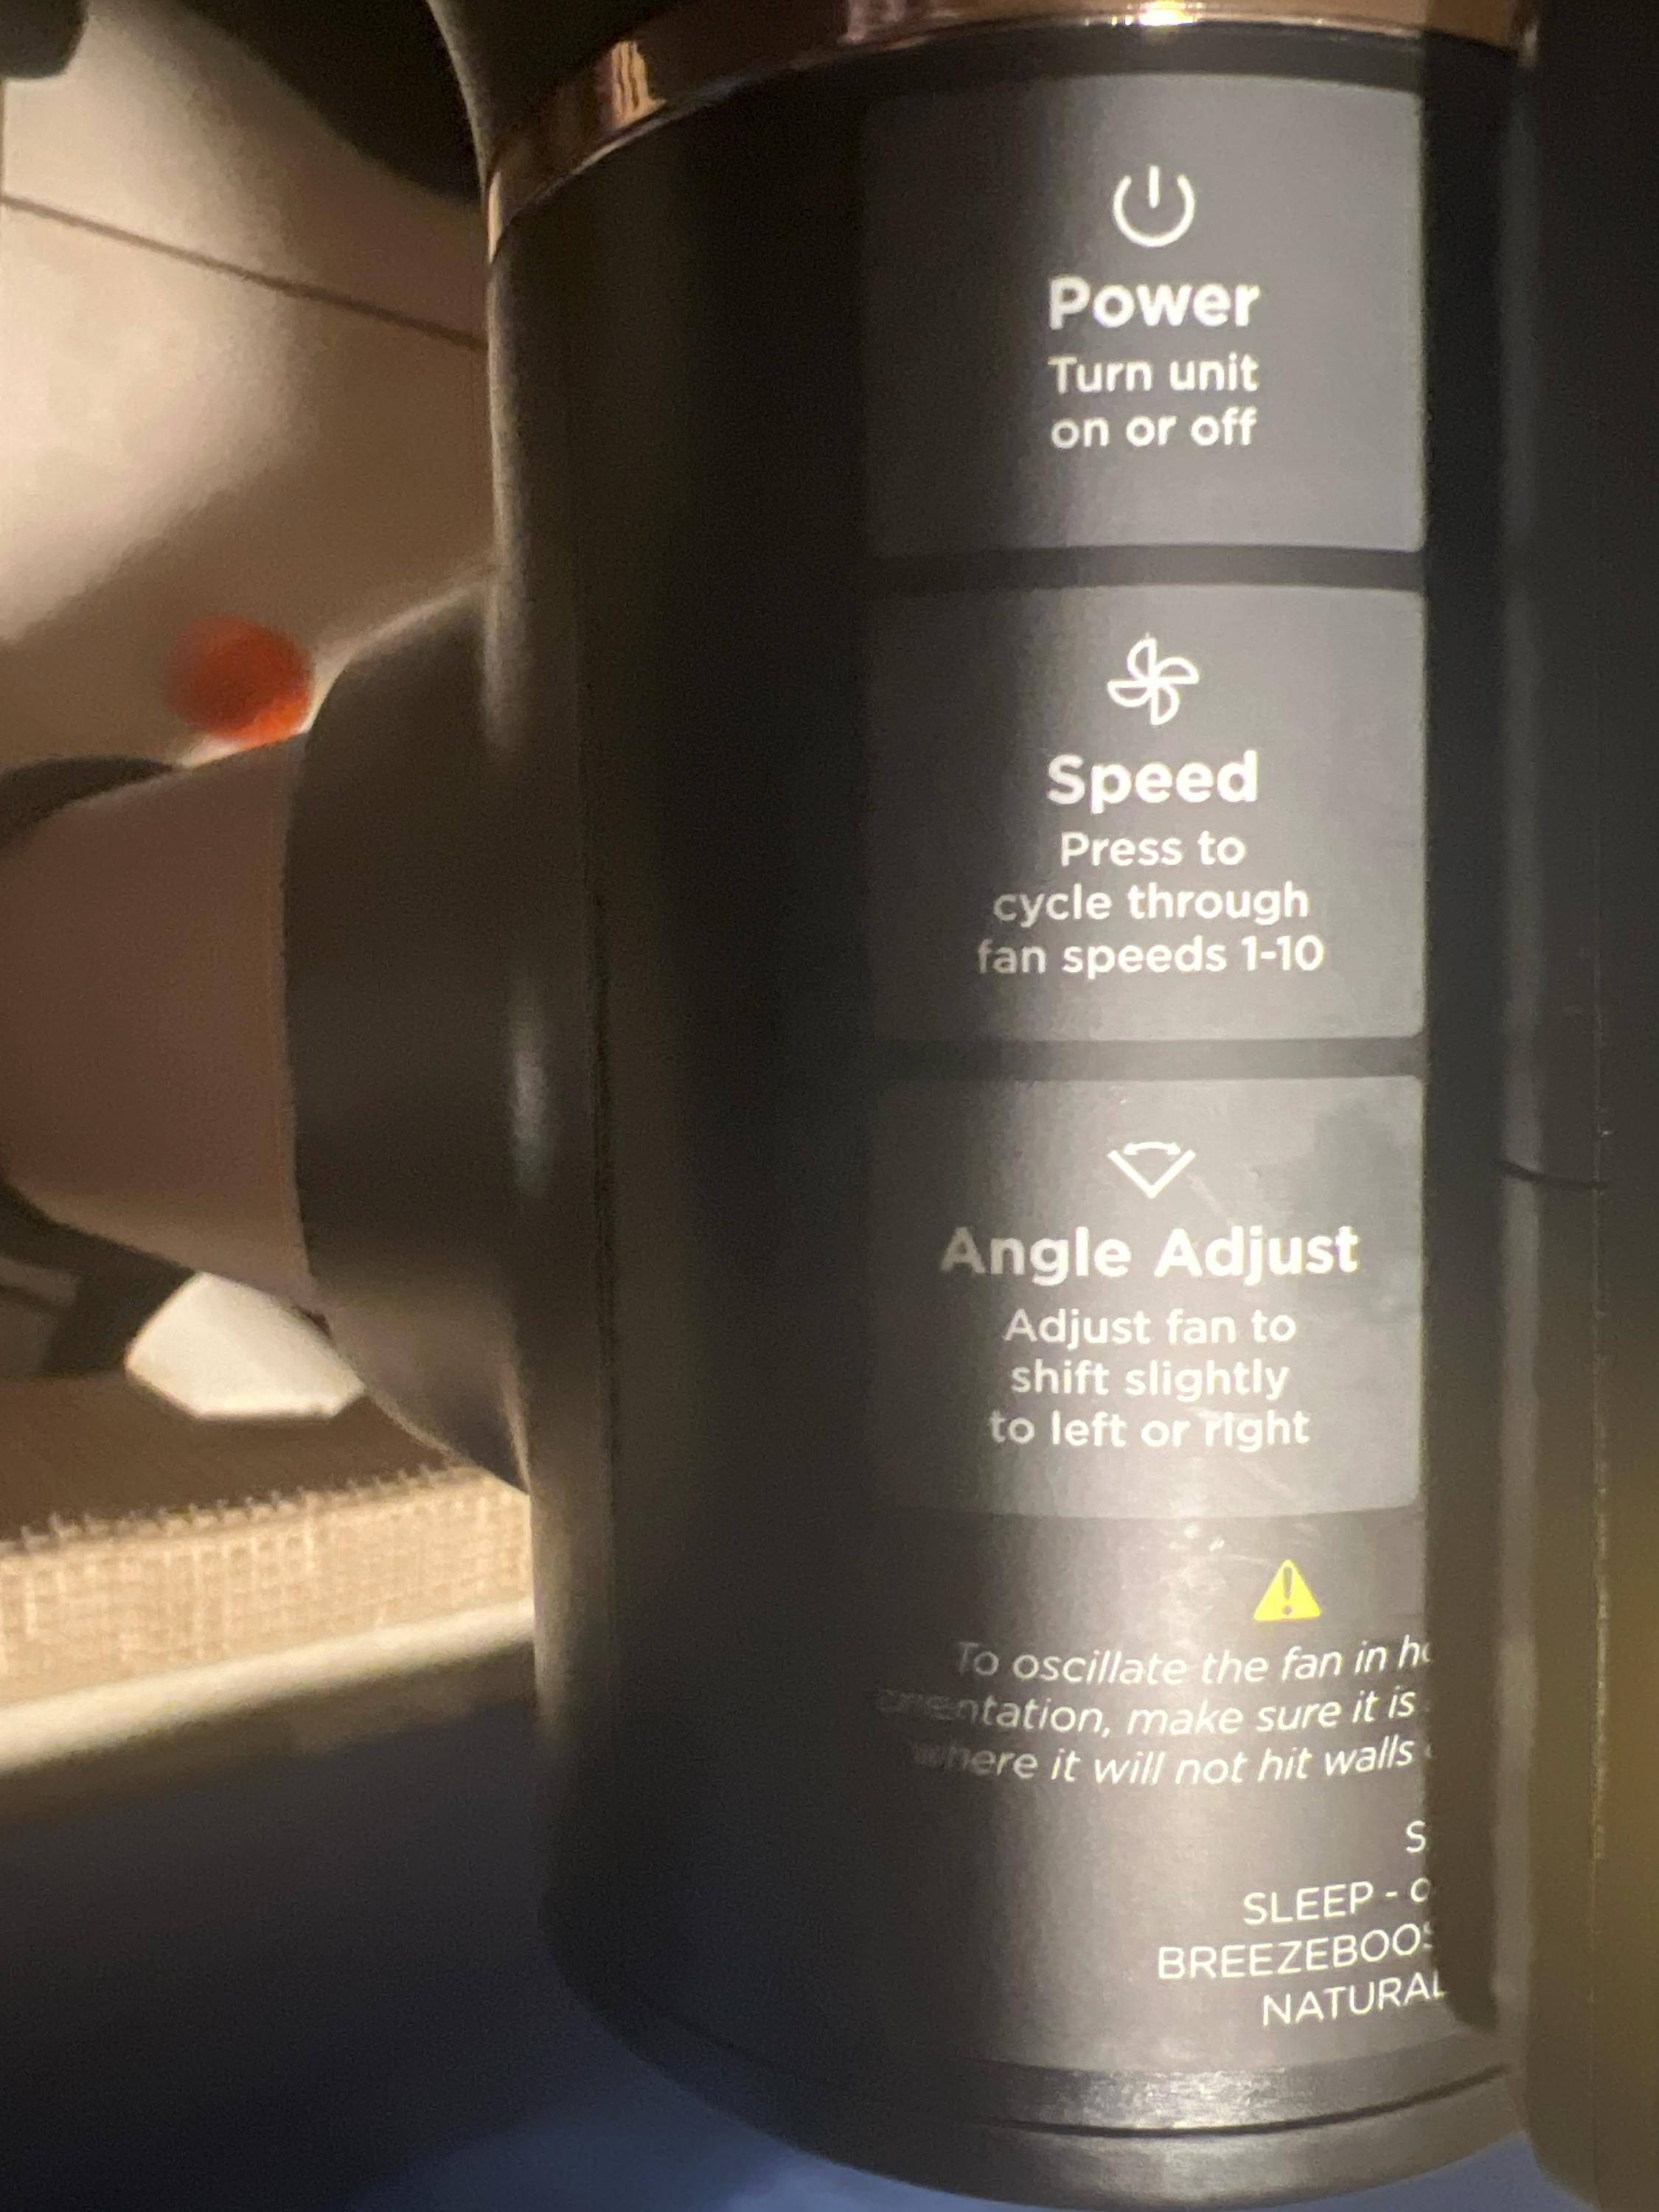 Power
Turn unit
on or off
Speed
Press to
cycle through
fan speeds 1-10
Angle Adjust
Adjust fan to
shift slightly
to left or right
To oscillate the fan in
make sure it is
where it will not hit walls
SLEEP -